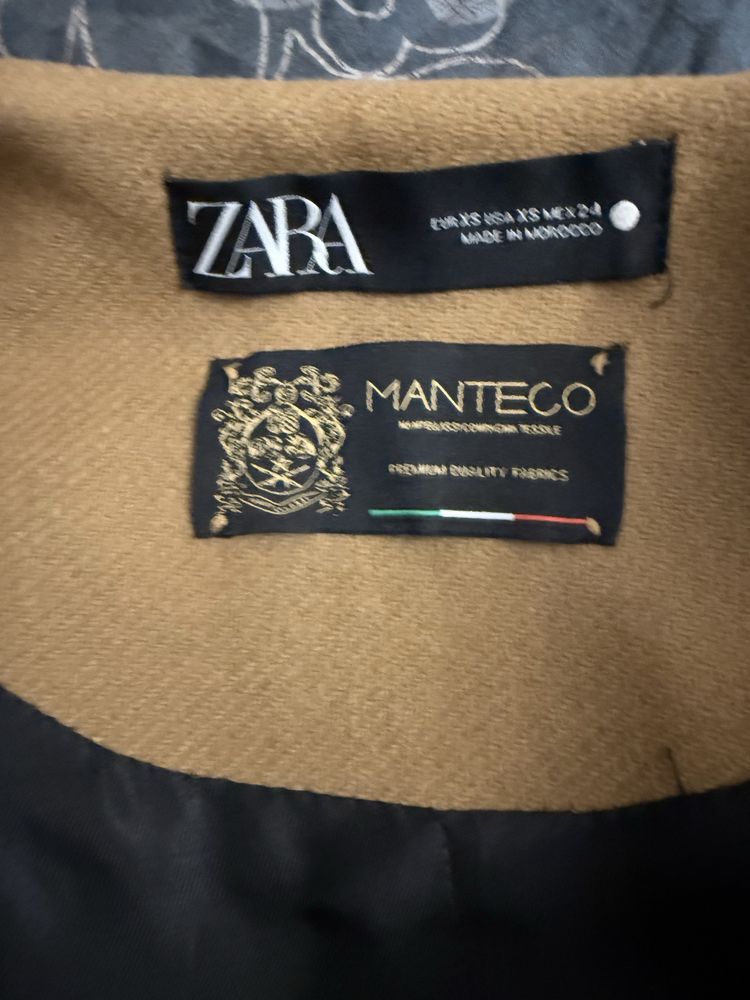 ZARA
EUR XS USA XS MEX 24
MADE IN MOROCCO
MANTECO
PREMIUM QUALITY FABRICS